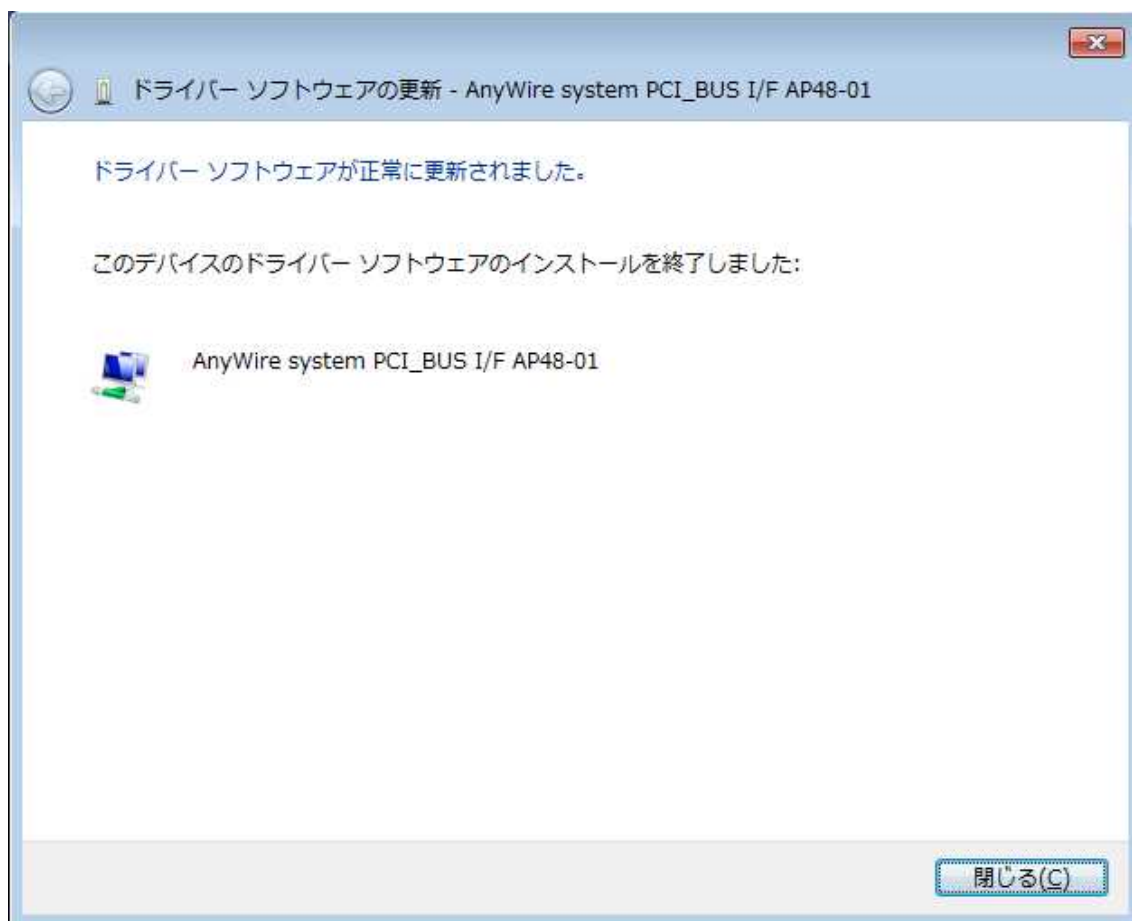 ドライバー ソフトウェアの更新 - AnyWire system PCI_BUS I/F AP48-01
ドライバー ソフトウェアが正常に更新されました。
このデバイスのドライバー ソフトウェアのインストールを終了しました:
AnyWire system PCI_BUS I/F AP48-01
閉じる(C)